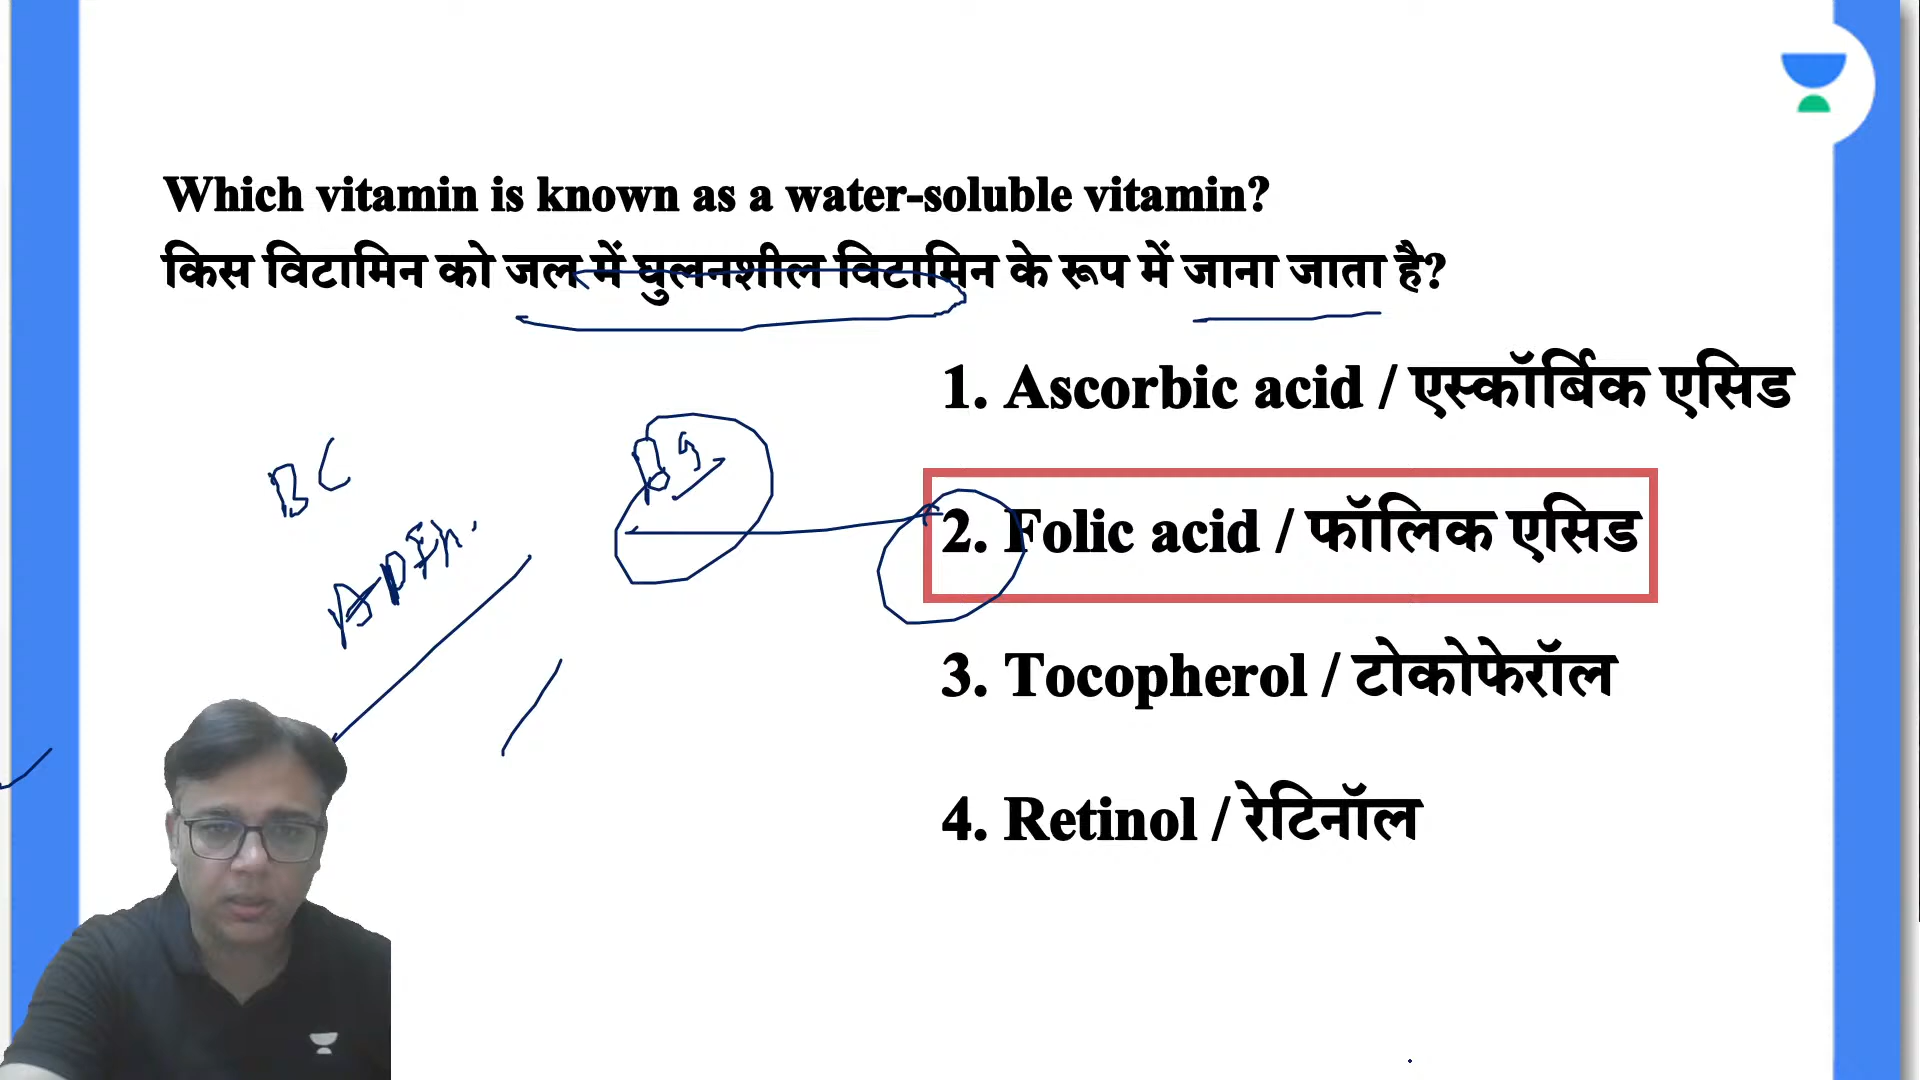 Which vitamin is known as a water-soluble vitamin?
किस विटामिन को जल में घुलनशील विटामिन के रूप में जाना जाता है?
1. Ascorbic acid / एस्कॉर्बिक एसिड
BC
B9
2. Folic acid / फॉलिक एसिड
3. Tocopherol / टोकोफेरॉल
4. Retinol / रेटिनॉल